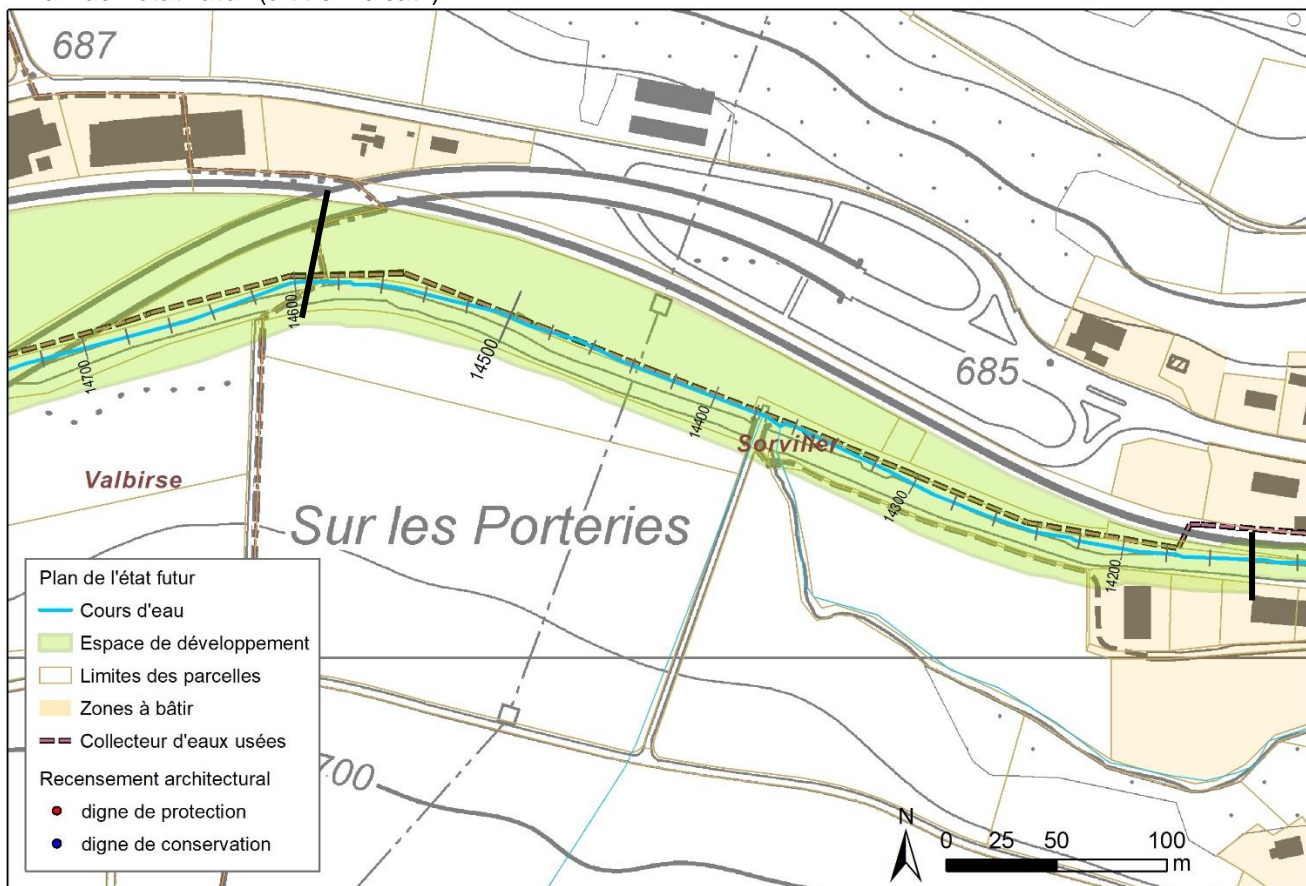 687
14600
14700
14500
14400
685
Sorvilier
Valbirse
14300
Sur les Porteries
14200
Plan de l'état futur
Cours d'eau
Espace de développement
Limites des parcelles
Zones à bâtir
Collecteur d'eaux usées
Recensement architectural
digne de protection
digne de conservation
700
N
0 25 50 100
m